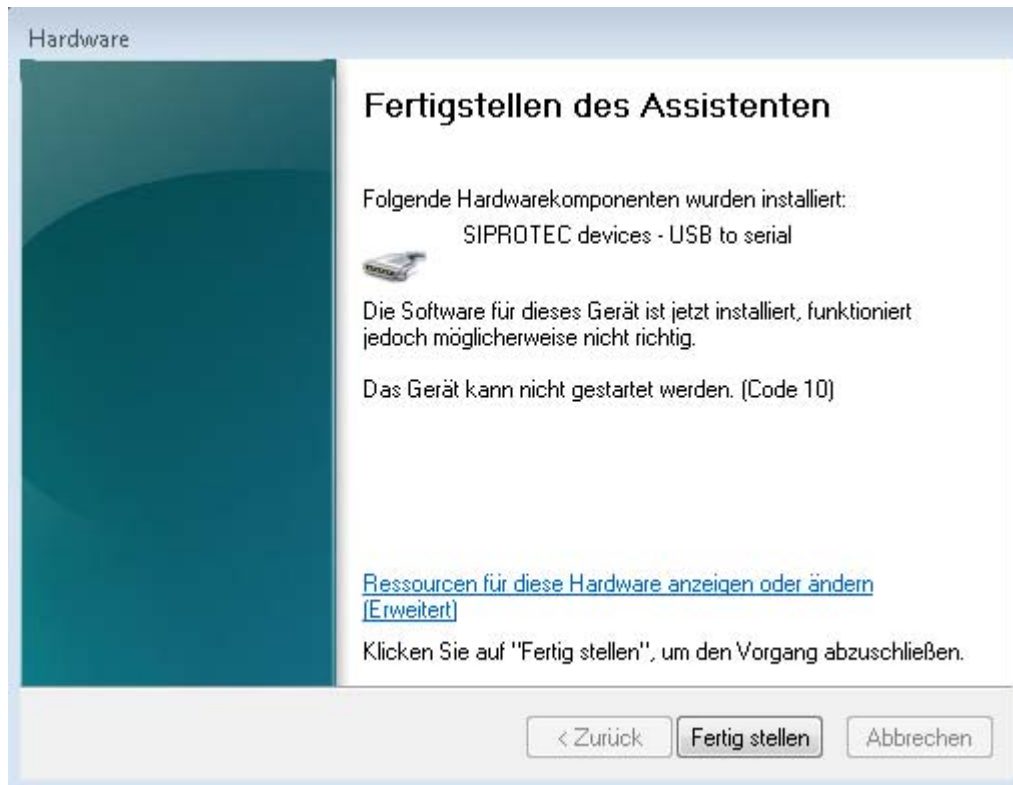 Hardware
Fertigstellen des Assistenten
Folgende Hardwarekomponenten wurden installiert:
SIPROTEC devices - USB to serial
Die Software für dieses Gerät ist jetzt installiert, funktioniert
jedoch möglicherweise nicht richtig.
Das Gerät kann nicht gestartet werden. (Code 10)
Ressourcen für diese Hardware anzeigen oder ändern
(Erweitert)
Klicken Sie auf "Fertig stellen", um den Vorgang abzuschließen.
< Zurück Fertig stellen Abbrechen